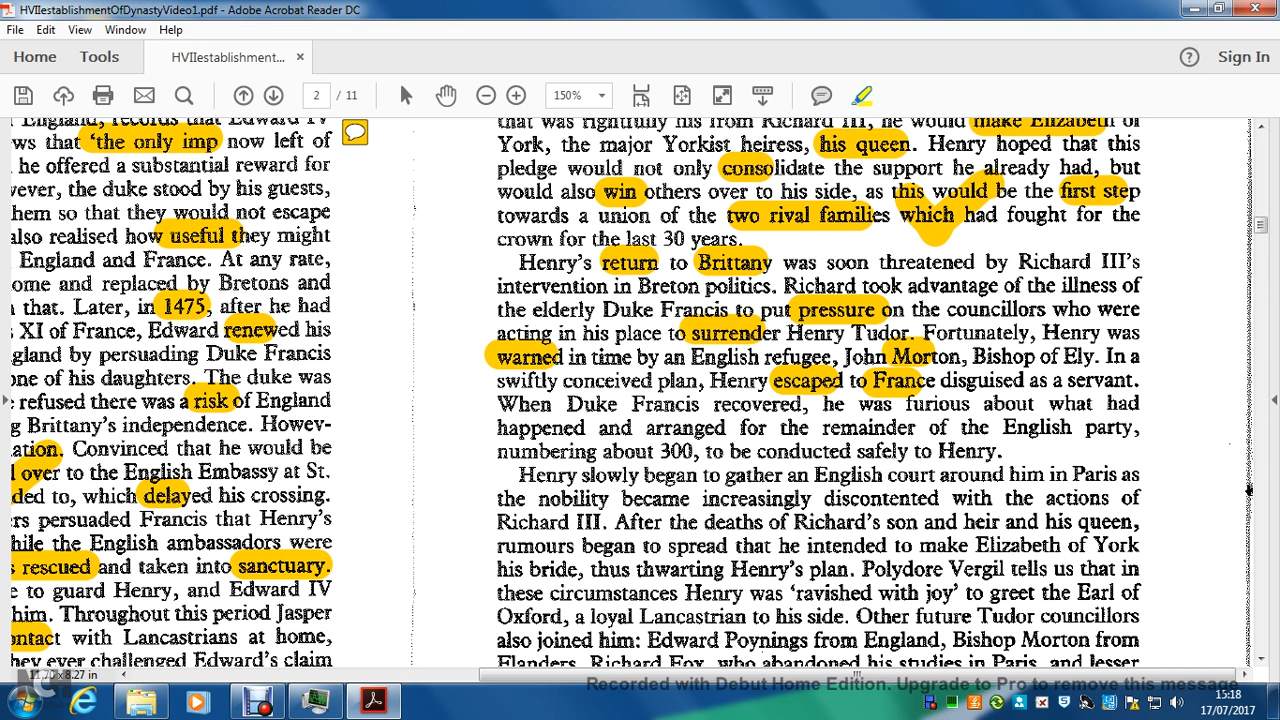 HVIIestablishmentOfDynastyVideo1.pdf - Adobe Acrobat Reader DC
File Edit View Window Help
Home Tools HVIIestablishment... × Sign In
2 / 11 150%
England, records that Edward IV
ws that 'the only imp now left of
he offered a substantial reward for
vever, the duke stood by his guests,
hem so that they would not escape
also realised how useful they might
England and France. At any rate,
ome and replaced by Bretons and
that. Later, in 1475, after he had
XI of France, Edward renewed his
gland by persuading Duke Francis
one of his daughters. The duke was
refused there was a risk of England
g Brittany's independence. Howev-
ation. Convinced that he would be
l over to the English Embassy at St.
ded to, which delayed his crossing.
ers persuaded Francis that Henry's
hile the English ambassadors were
s rescued and taken into sanctuary.
e to guard Henry, and Edward IV
him. Throughout this period Jasper
ontact with Lancastrians at home,
hey ever challenged Edward's claim
that was rightfully his from Richard III, he would make Elizabeth of
York, the major Yorkist heiress, his queen. Henry hoped that this
pledge would not only consolidate the support he already had, but
would also win others over to his side, as this would be the first step
towards a union of the two rival families which had fought for the
crown for the last 30 years.
Henry's return to Brittany was soon threatened by Richard III's
intervention in Breton politics. Richard took advantage of the illness of
the elderly Duke Francis to put pressure on the councillors who were
acting in his place to surrender Henry Tudor. Fortunately, Henry was
warned in time by an English refugee, John Morton, Bishop of Ely. In a
swiftly conceived plan, Henry escaped to France disguised as a servant.
When Duke Francis recovered, he was furious about what had
happened and arranged for the remainder of the English party,
numbering about 300, to be conducted safely to Henry.
Henry slowly began to gather an English court around him in Paris as
the nobility became increasingly discontented with the actions of
Richard III. After the deaths of Richard's son and heir and his queen,
rumours began to spread that he intended to make Elizabeth of York
his bride, thus thwarting Henry's plan. Polydore Vergil tells us that in
these circumstances Henry was 'ravished with joy' to greet the Earl of
Oxford, a loyal Lancastrian to his side. Other future Tudor councillors
also joined him: Edward Poynings from England, Bishop Morton from
Flanders, Richard Fox, who abandoned his studies in Paris, and lesser
11.70 x 8.27 in
Recorded with Debut Home Edition. Upgrade to Pro to remove this message
15:18
17/07/2017